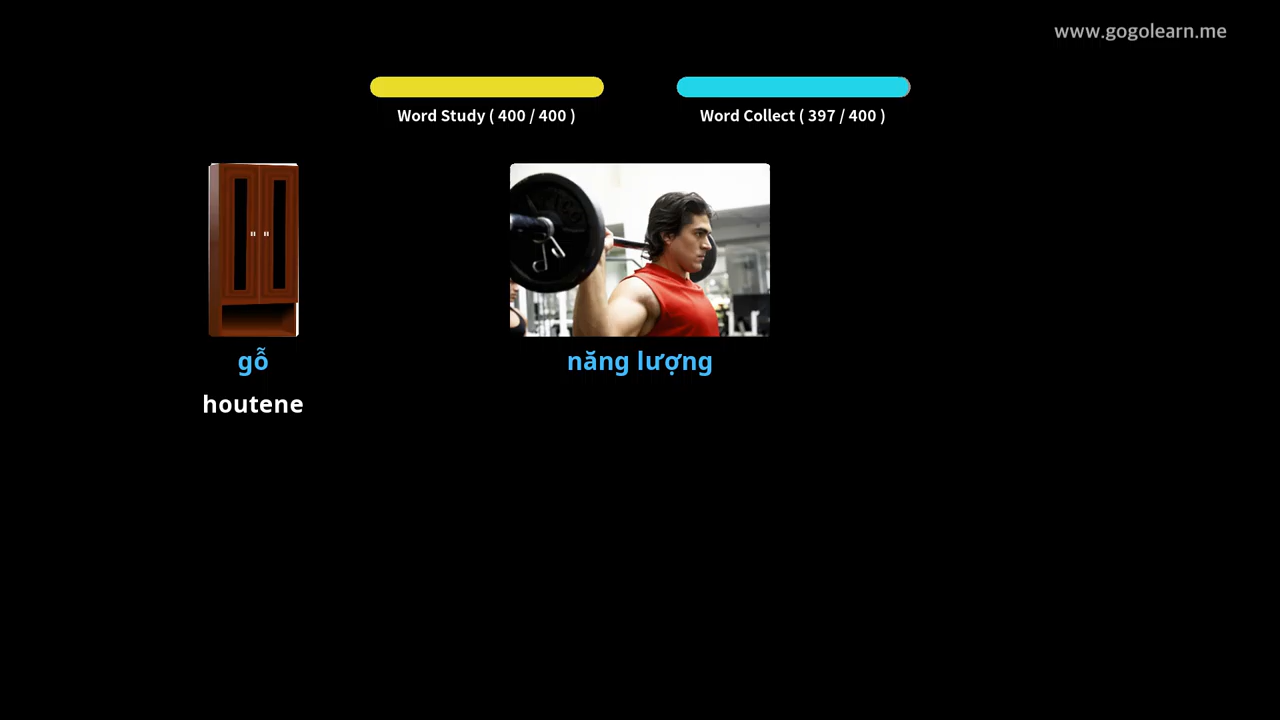 www.gogolearn.me
Word Study ( 400 / 400 )
Word Collect ( 397 / 400 )
gỗ
năng lượng
houtene